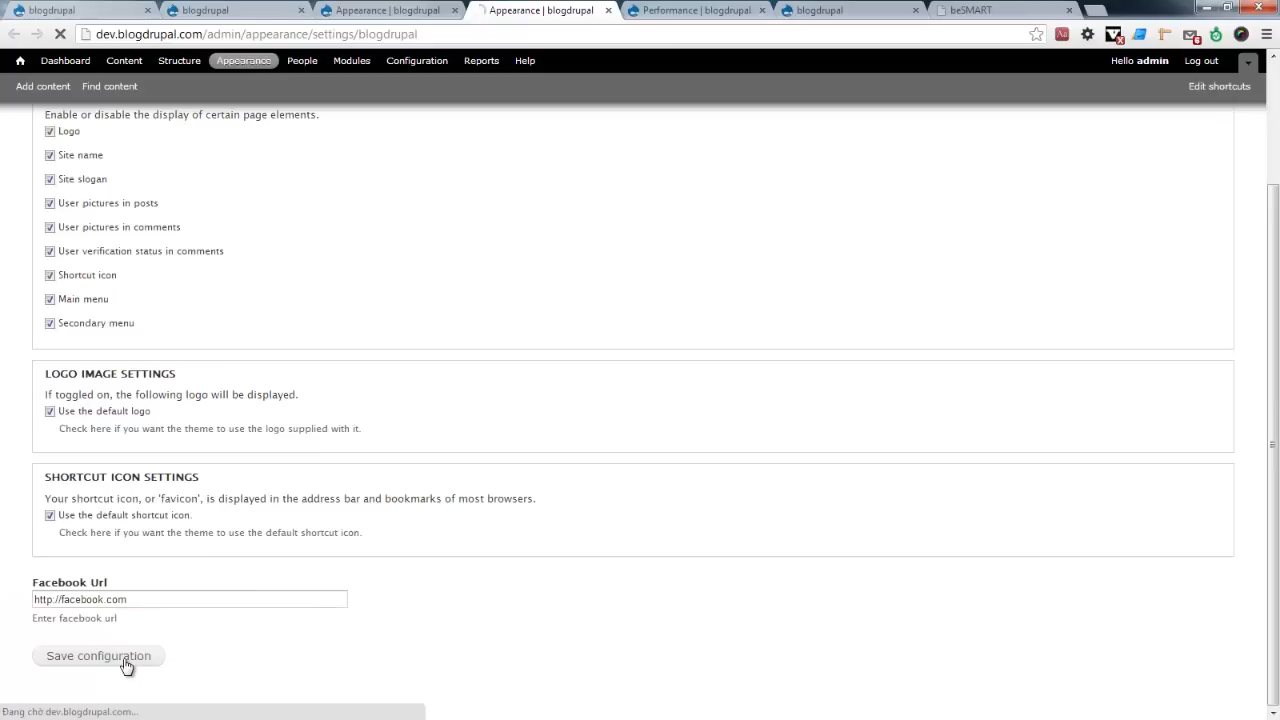 blogdrupal
blogdrupal
Appearance | blogdrupal
Appearance | blogdrupal
Performance | blogdrupal
blogdrupal
beSMART
dev.blogdrupal.com/admin/appearance/settings/blogdrupal
Dashboard Content Structure Appearance People Modules Configuration Reports Help
Hello admin Log out
Add content Find content
Edit shortcuts
Enable or disable the display of certain page elements.
Logo
Site name
Site slogan
User pictures in posts
User pictures in comments
User verification status in comments
Shortcut icon
Main menu
Secondary menu
LOGO IMAGE SETTINGS
If toggled on, the following logo will be displayed.
Use the default logo
Check here if you want the theme to use the logo supplied with it.
SHORTCUT ICON SETTINGS
Your shortcut icon, or 'favicon', is displayed in the address bar and bookmarks of most browsers.
Use the default shortcut icon.
Check here if you want the theme to use the default shortcut icon.
Facebook Url
http://facebook.com
Enter facebook url
Save configuration
Đang chờ dev.blogdrupal.com...